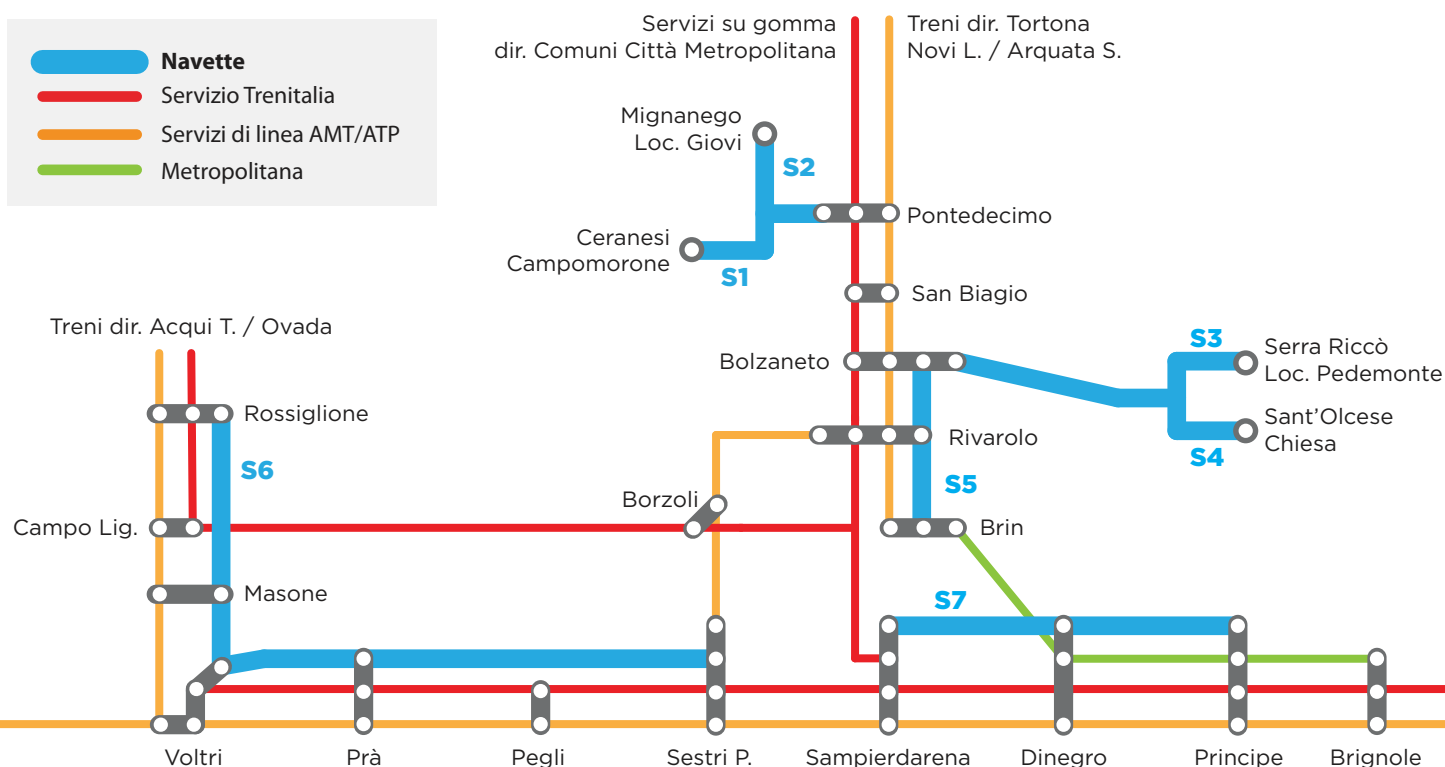 Navette
Servizio Trenitalia
Servizi di linea AMT/ATP
Metropolitana
Servizi su gomma
dir. Comuni Città Metropolitana
Treni dir. Tortona
Novi L. / Arquata S.
Mignanego
Loc. Giovi
S2
Pontedecimo
Ceranesi
Campomorone
S1
San Biagio
Treni dir. Acqui T. / Ovada
Bolzaneto
S3
Serra Riccò
Loc. Pedemonte
Rossiglione
Sant'Olcese
Chiesa
S4
Rivarolo
S6
S5
Borzoli
Campo Lig.
Brin
Masone
S7
Voltri
Prà
Pegli
Sestri P.
Sampierdarena
Dinegro
Principe
Brignole